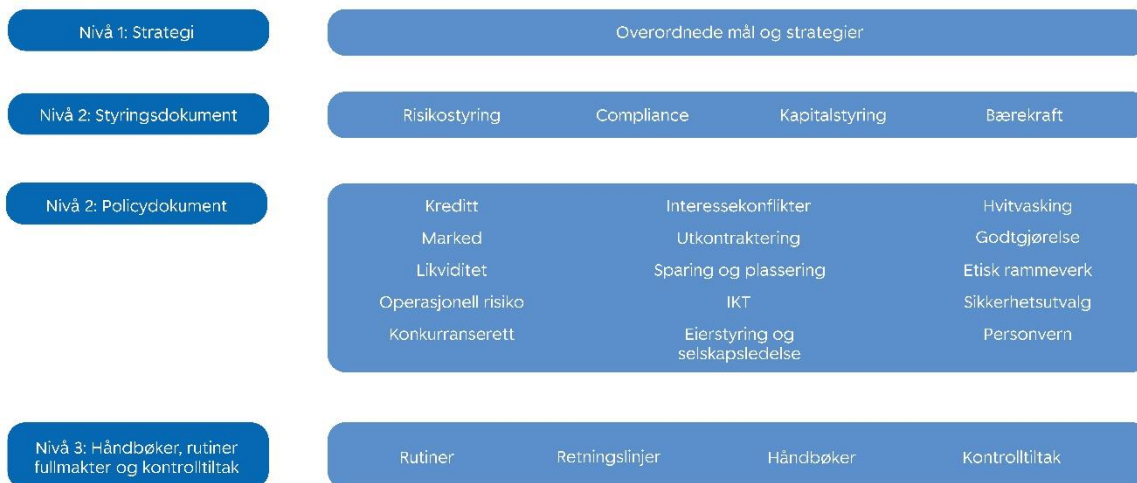 Nivå 1: Strategi
Overordnede mål og strategier
Nivå 2: Styringsdokument
Risikostyring
Compliance
Kapitalstyring
Bærekraft
Nivå 2: Policydokument
Kreditt
Interessekonflikter
Hvitvasking
Marked
Utkontraktering
Godtgjørelse
Likviditet
Sparing og plassering
Etisk rammeverk
Operasjonell risiko
IKT
Sikkerhetsutvalg
Konkurranserett
Eierstyring og
selskapsledelse
Personvern
Nivå 3: Håndbøker, rutiner
fullmakter og kontrolltiltak
Rutiner
Retningslinjer
Håndbøker
Kontrolltiltak